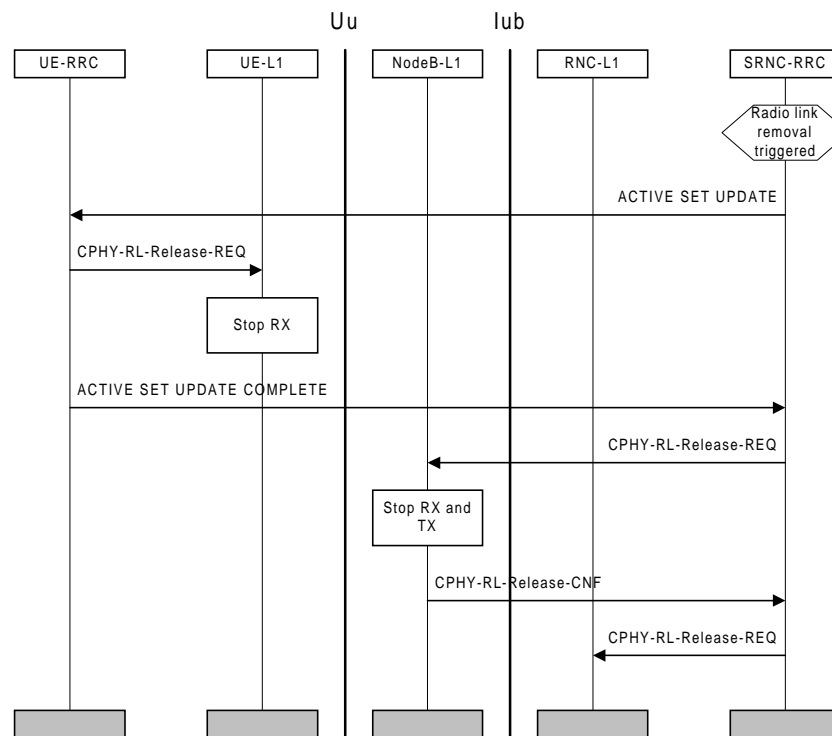 Uu Iub
UE-RRC UE-L1 NodeB-L1 RNC-L1 SRNC-RRC
Radio link
removal
triggered
ACTIVE SET UPDATE
CPHY-RL-Release-REQ
Stop RX
ACTIVE SET UPDATE COMPLETE
CPHY-RL-Release-REQ
Stop RX and
TX
CPHY-RL-Release-CNF
CPHY-RL-Release-REQ